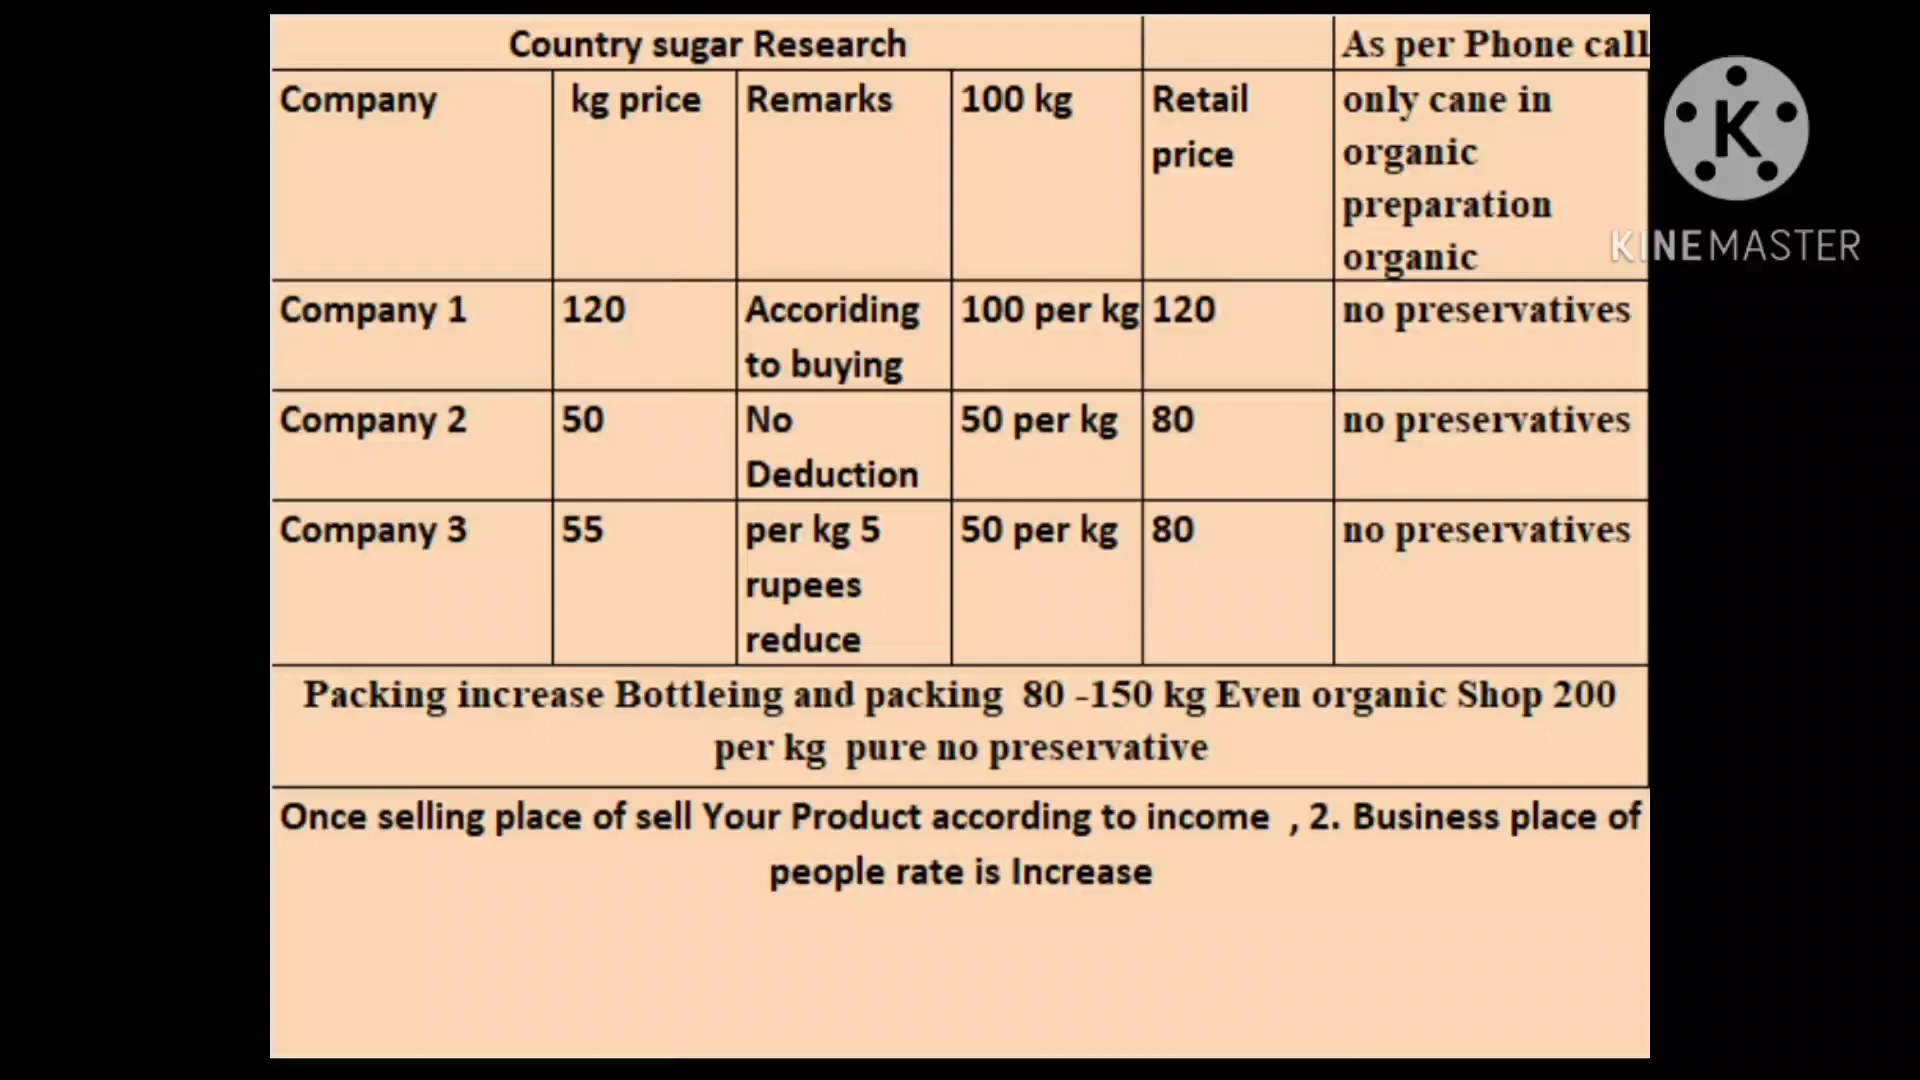 Country sugar Research
As per Phone call
Company
kg price
Remarks
100 kg
Retail
price
only cane in
organic
preparation
organic
Company 1
120
Accoriding
to buying
100 per kg
120
no preservatives
Company 2
50
No
Deduction
50 per kg
80
no preservatives
Company 3
55
per kg 5
rupees
reduce
50 per kg
80
no preservatives
Packing increase Bottleing and packing 80 -150 kg Even organic Shop 200
per kg pure no preservative
Once selling place of sell Your Product according to income , 2. Business place of
people rate is Increase
K
KINEMASTER